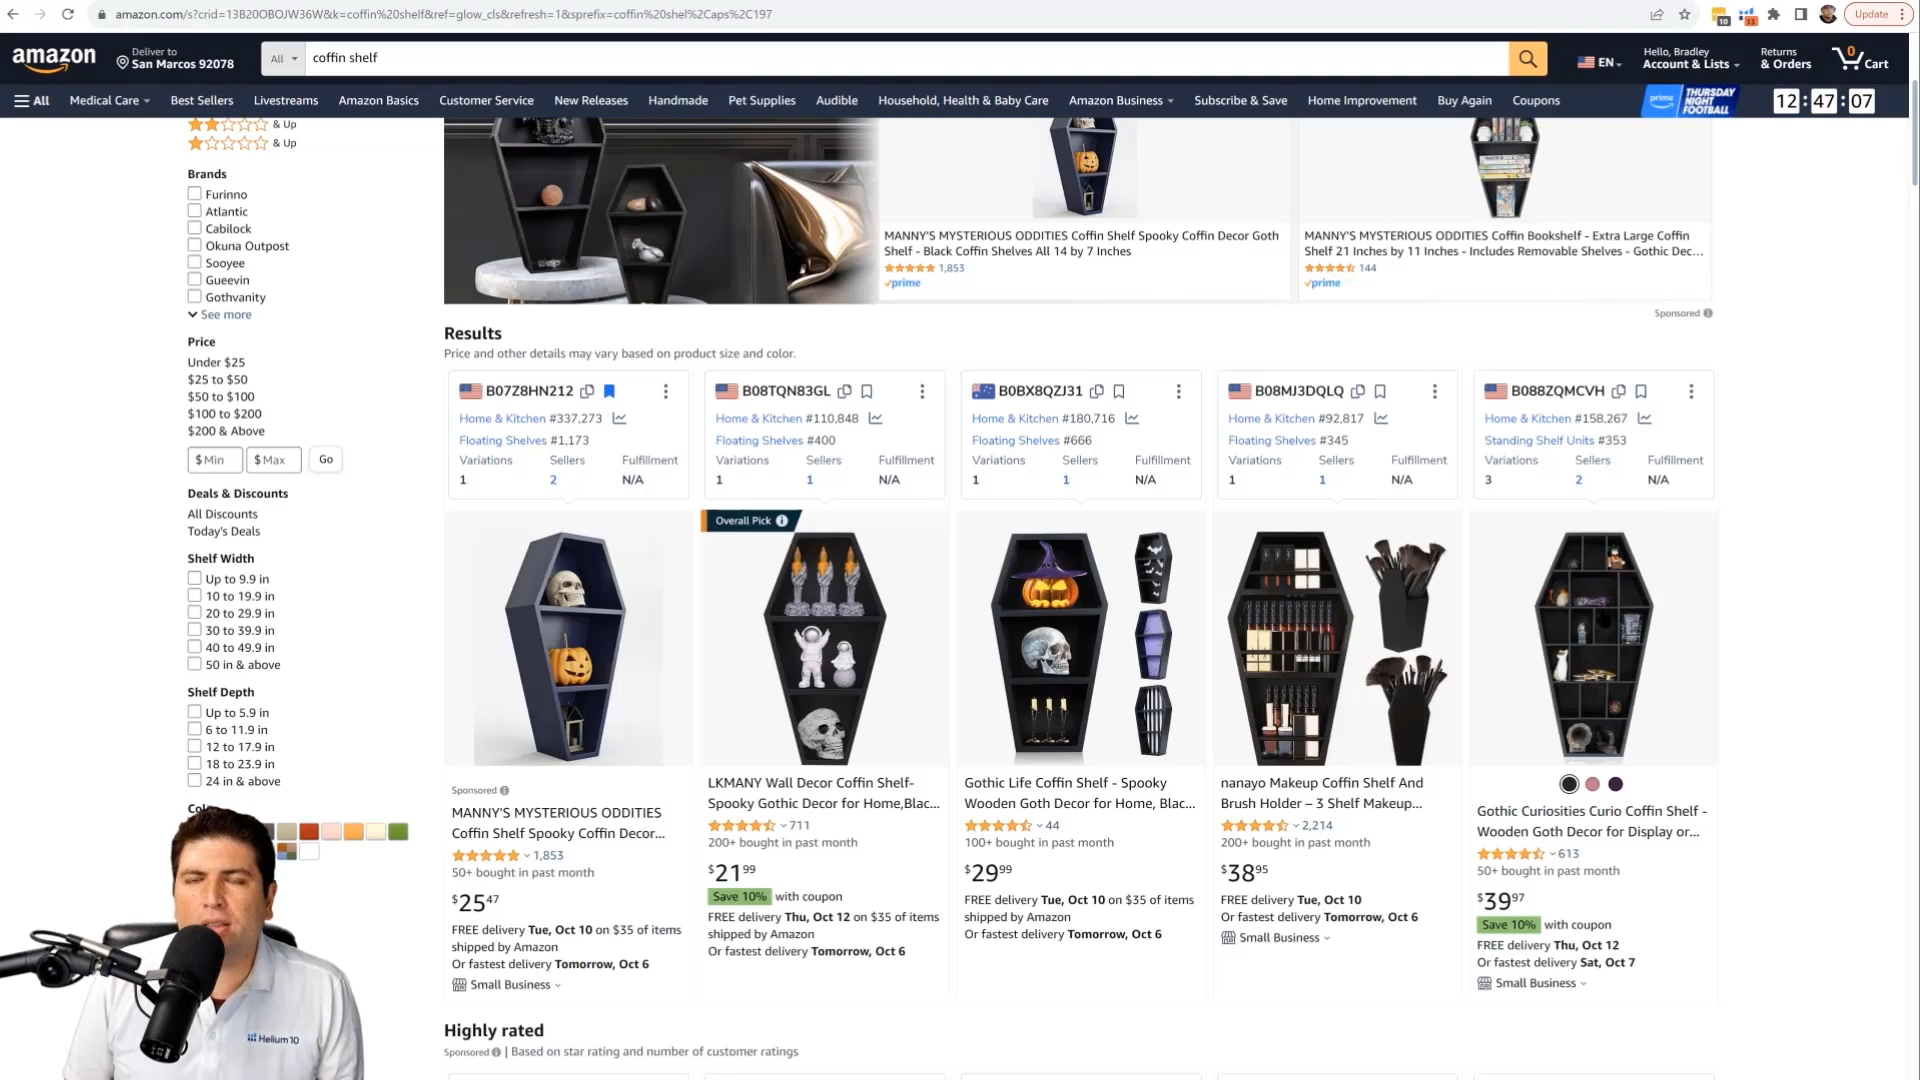 amazon.com/s?crid=13B20OBOJW36W&k=coffin%20shelf&ref=glow_cls&refresh=1&sprefix=coffin%20shel%2Caps%2C197
10
13
Update
amazon
Deliver to
San Marcos 92078
All
coffin shelf
EN
Hello, Bradley
Account & Lists
Returns
& Orders
0
Cart
All
Medical Care
Best Sellers
Livestreams
Amazon Basics
Customer Service
New Releases
Handmade
Pet Supplies
Audible
Household, Health & Baby Care
Amazon Business
Subscribe & Save
Home Improvement
Buy Again
Coupons
prime
THURSDAY
NIGHT
FOOTBALL
12:47:07
& Up
& Up
Brands
Furinno
Atlantic
Cabilock
Okuna Outpost
Sooyee
Gueevin
Gothvanity
See more
Price
Under $25
$25 to $50
$50 to $100
$100 to $200
$200 & Above
$ Min
$ Max
Go
Deals & Discounts
All Discounts
Today's Deals
Shelf Width
Up to 9.9 in
10 to 19.9 in
20 to 29.9 in
30 to 39.9 in
40 to 49.9 in
50 in & above
Shelf Depth
Up to 5.9 in
6 to 11.9 in
12 to 17.9 in
18 to 23.9 in
24 in & above
MANNY'S MYSTERIOUS ODDITIES Coffin Shelf Spooky Coffin Decor Goth
Shelf - Black Coffin Shelves All 14 by 7 Inches
1,853
prime
MANNY'S MYSTERIOUS ODDITIES Coffin Bookshelf - Extra Large Coffin
Shelf 21 Inches by 11 Inches - Includes Removable Shelves - Gothic Dec...
144
prime
Sponsored
Results
Price and other details may vary based on product size and color.
B07Z8HN212
Home & Kitchen #337,273
Floating Shelves #1,173
Variations Sellers Fulfillment
1 2 N/A
B08TQN83GL
Home & Kitchen #110,848
Floating Shelves #400
Variations Sellers Fulfillment
1 1 N/A
B0BX8QZJ31
Home & Kitchen #180,716
Floating Shelves #666
Variations Sellers Fulfillment
1 1 N/A
B08MJ3DQLQ
Home & Kitchen #92,817
Floating Shelves #345
Variations Sellers Fulfillment
1 1 N/A
B088ZQMCVH
Home & Kitchen #158,267
Standing Shelf Units #353
Variations Sellers Fulfillment
3 2 N/A
Sponsored
MANNY'S MYSTERIOUS ODDITIES
Coffin Shelf Spooky Coffin Decor...
1,853
50+ bought in past month
$25 47
FREE delivery Tue, Oct 10 on $35 of items
shipped by Amazon
Or fastest delivery Tomorrow, Oct 6
Small Business
Overall Pick
LKMANY Wall Decor Coffin Shelf-
Spooky Gothic Decor for Home,Blac...
711
200+ bought in past month
$21 99
Save 10% with coupon
FREE delivery Thu, Oct 12 on $35 of items
shipped by Amazon
Or fastest delivery Tomorrow, Oct 6
Gothic Life Coffin Shelf - Spooky
Wooden Goth Decor for Home, Blac...
44
100+ bought in past month
$29 99
FREE delivery Tue, Oct 10 on $35 of items
shipped by Amazon
Or fastest delivery Tomorrow, Oct 6
nanayo Makeup Coffin Shelf And
Brush Holder – 3 Shelf Makeup...
2,214
200+ bought in past month
$38 95
FREE delivery Tue, Oct 10
Or fastest delivery Tomorrow, Oct 6
Small Business
Gothic Curiosities Curio Coffin Shelf -
Wooden Goth Decor for Display or...
613
50+ bought in past month
$39 97
Save 10% with coupon
FREE delivery Thu, Oct 12
Or fastest delivery Sat, Oct 7
Small Business
Highly rated
Sponsored | Based on star rating and number of customer ratings
Helium 10